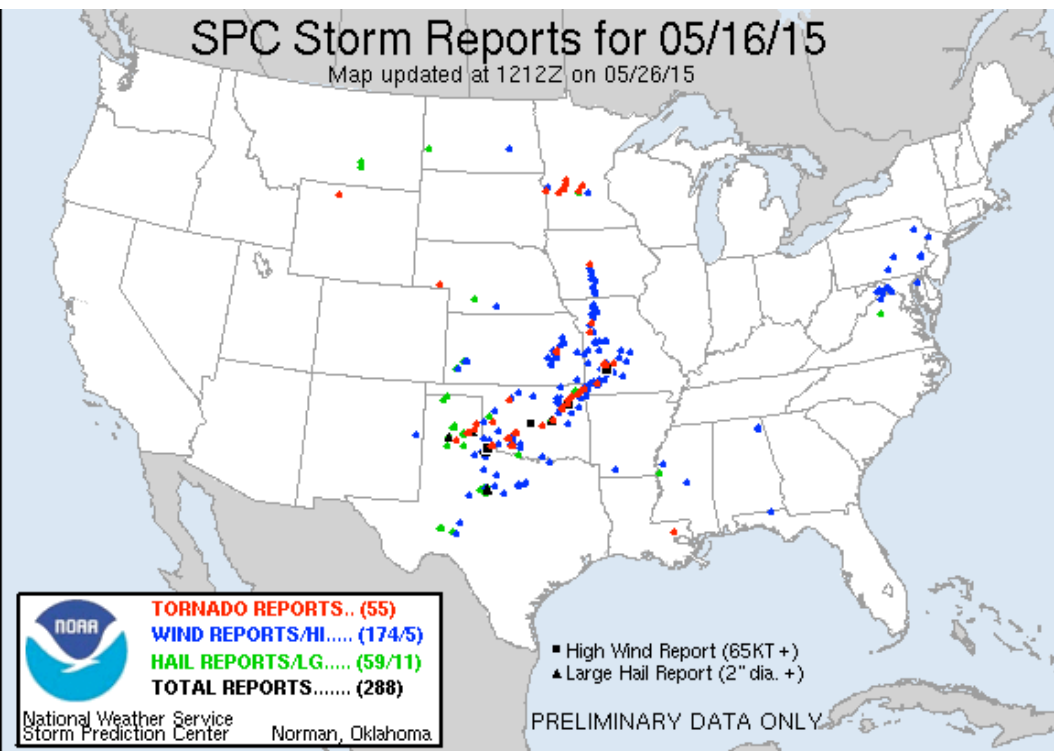 SPC Storm Reports for 05/16/15
Map updated at 1212Z on 05/26/15
NOAA
TORNADO REPORTS.. (55)
WIND REPORTS/HI..... (174/5)
HAIL REPORTS/LG..... (59/11)
TOTAL REPORTS....... (288)
National Weather Service
Storm Prediction Center Norman, Oklahoma
High Wind Report (65KT +)
Large Hail Report (2" dia. +)
PRELIMINARY DATA ONLY